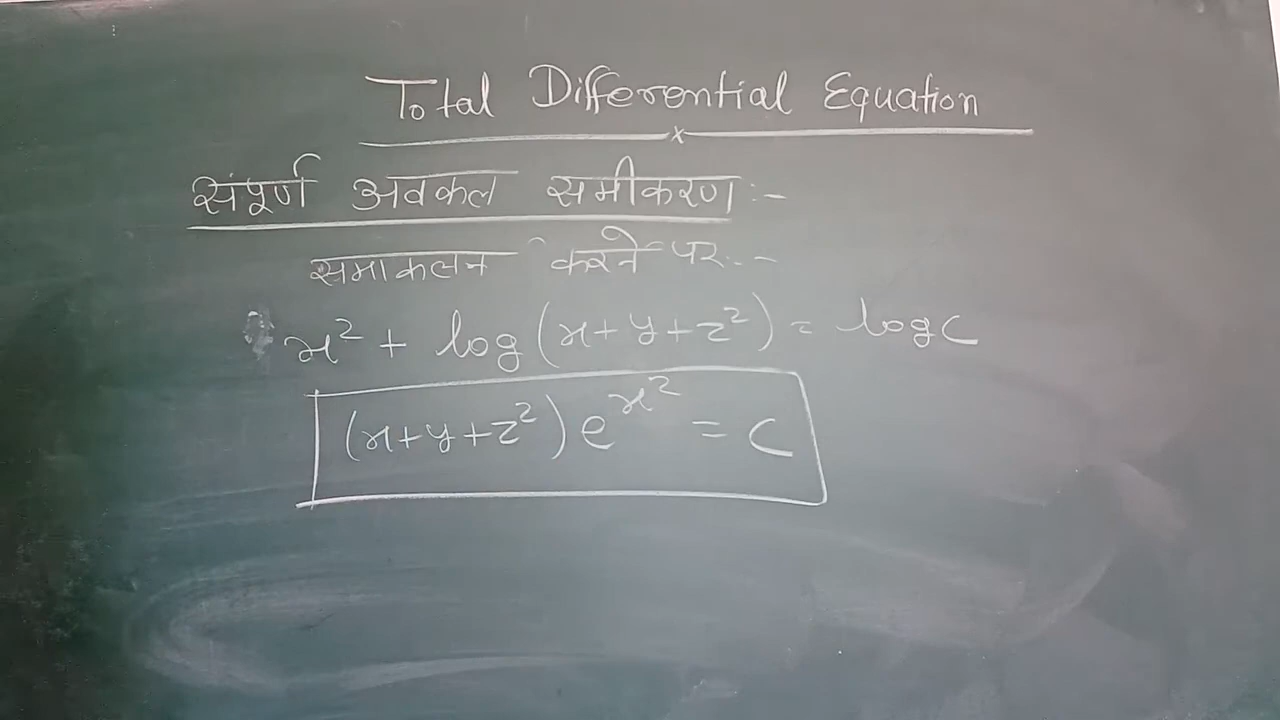 Total Differential Equation
संपूर्ण अवकल समीकरण :-
समाकलन करने पर :-
x² + log(x+y+z²) = log c
(x+y+z²)e^{x²} = c